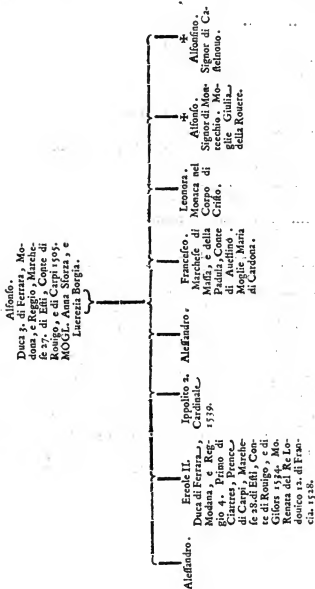 Alfonso.
Duca 3. di Ferrara, Mo-
dona, e Reggio, Marche-
se 27. di Esti, Conte di
Rouigo, e di Carpi 1505.
MOGL. Anna Sforza, e
Lucrezia Borgia.
Alessandro.
Ercole II.
Duca di Ferrara,
Modana, e Reg-
gio 4. Primo di
Ciartres, Prence
di Carpi, Marche-
se 28. di Esti, Con-
te di Rouigo, e di
Gisors 1534. Mo.
Renata del Re Lo-
douico 12. di Fran-
cia. 1528.
Ippolito 2.
Cardinale
1539.
Alessandro.
Francesco.
Marchese di
Massa, e della
Padula, Conte
di Auellino.
Moglie Maria
di Cardona.
Leonora.
Monaca nel
Corpo di
Cristo.
✠
Alfonso.
Signor di Mon-
tecchio. Mo-
glie Giulia
della Rouere.
✠
Alfonsino.
Signor di Ca-
stelnouo.